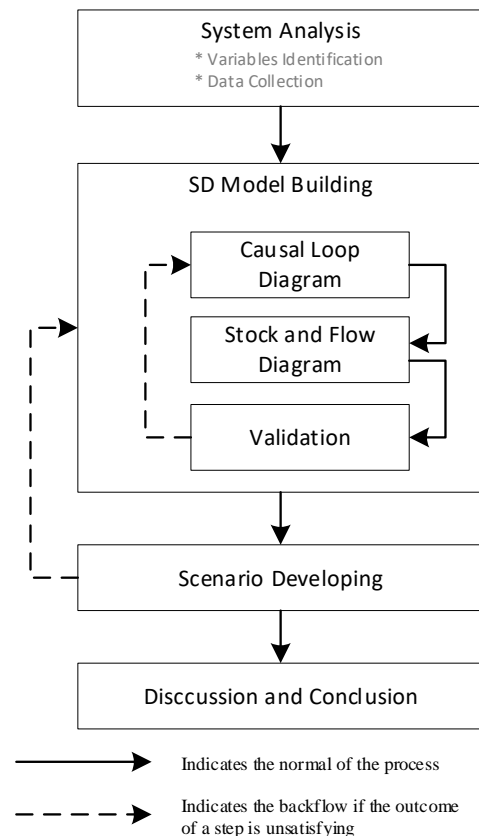 System Analysis
* Variables Identification
* Data Collection
SD Model Building
Causal Loop
Diagram
Stock and Flow
Diagram
Validation
Scenario Developing
Disccussion and Conclusion
Indicates the normal of the process
Indicates the backflow if the outcome
of a step is unsatisfying